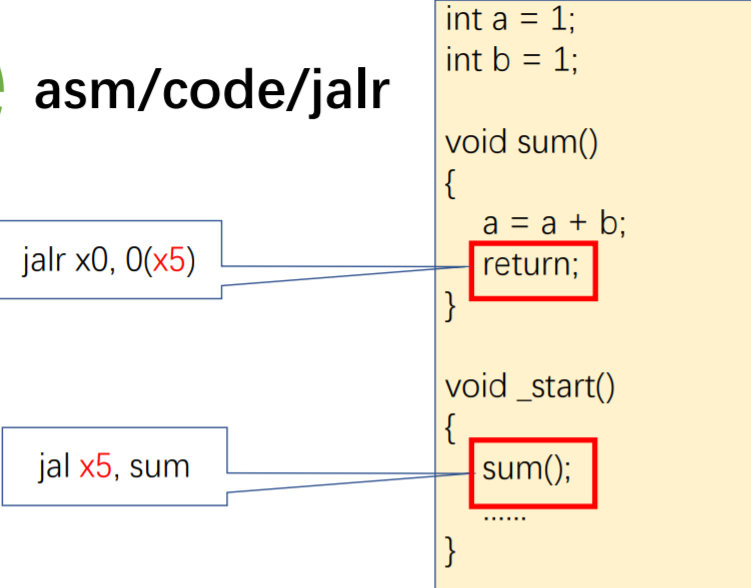 asm/code/jalr
int a = 1;
int b = 1;
void sum()
{
a = a + b;
return;
}
void _start()
{
sum();
......
}
jalr x0, 0(x5)
jal x5, sum